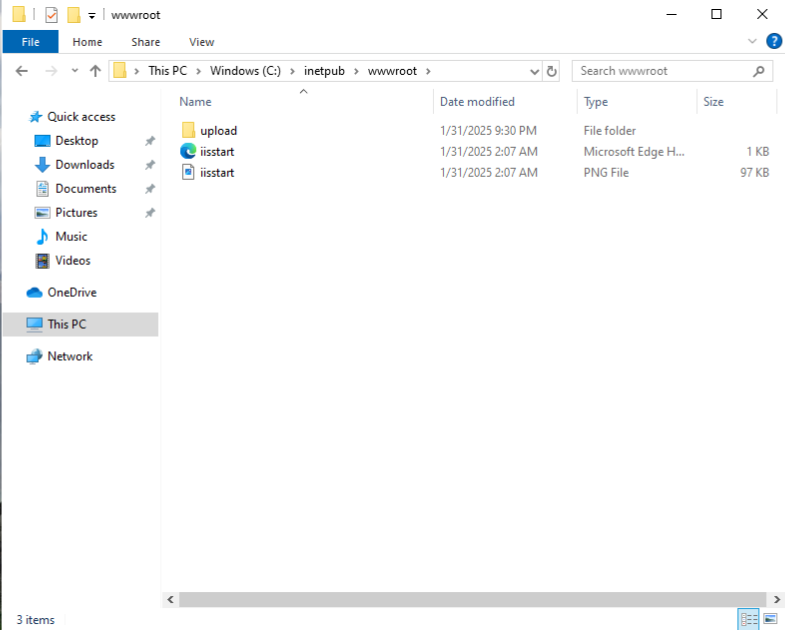 wwwroot
File Home Share View
This PC Windows (C:) inetpub wwwroot Search wwwroot
Name Date modified Type Size
Quick access
Desktop
Downloads
Documents
Pictures
Music
Videos
OneDrive
This PC
Network
upload 1/31/2025 9:30 PM File folder
iisstart 1/31/2025 2:07 AM Microsoft Edge H... 1 KB
iisstart 1/31/2025 2:07 AM PNG File 97 KB
3 items